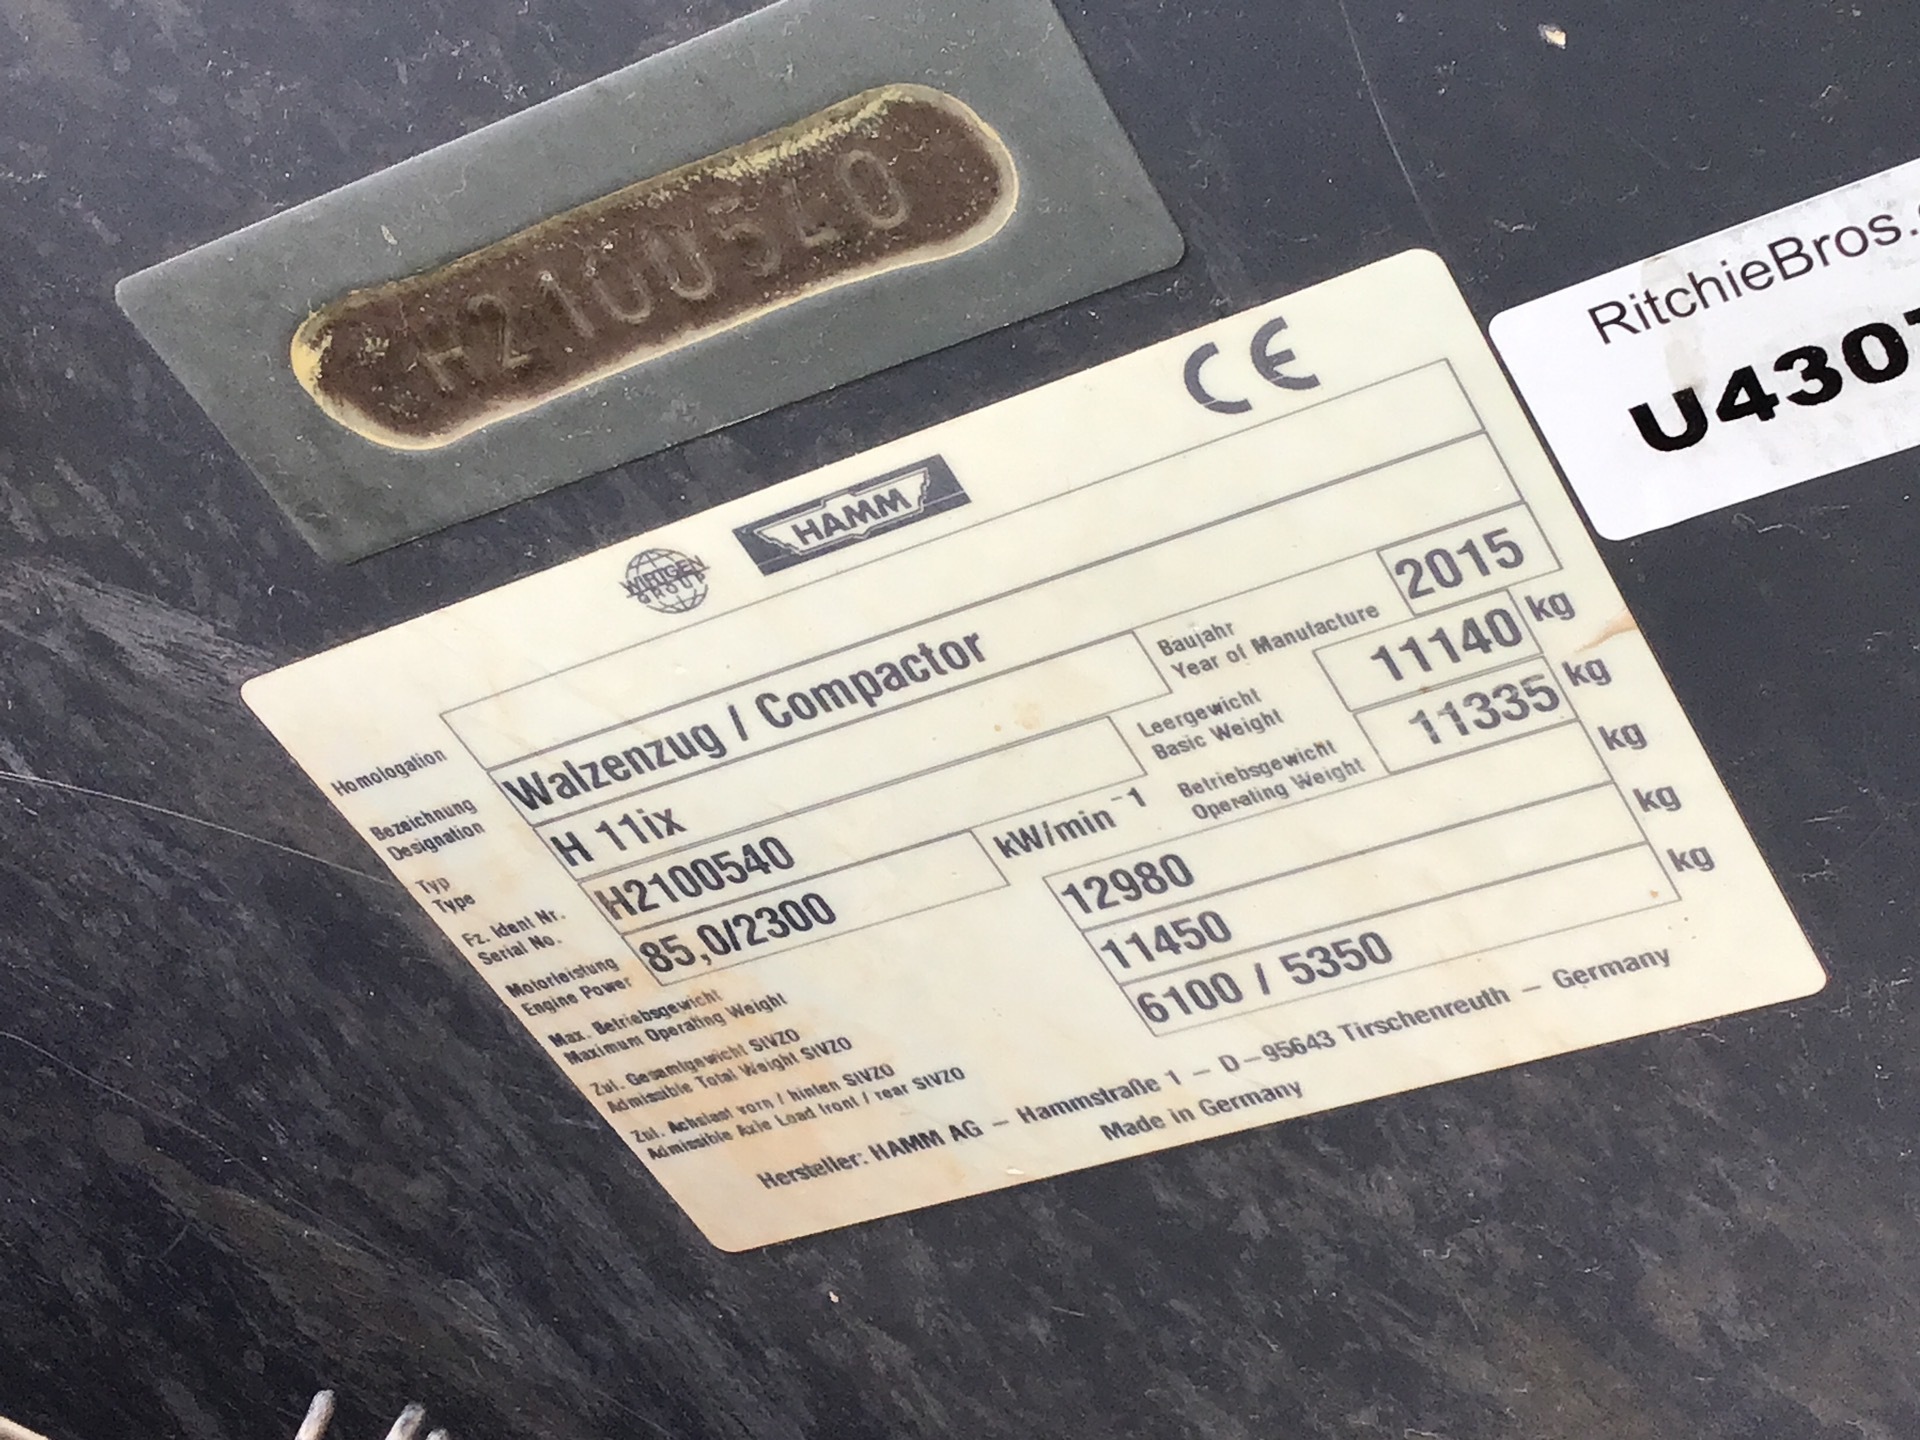 H2100540
RitchieBros.
U430
CE
WIRTGEN
GROUP
HAMM
Homologation
Bezeichnung
Designation
Walzenzug / Compactor
Baujahr
Year of Manufacture
2015
Typ
Type
H 11ix
Leergewicht
Basic Weight
11140 kg
Fz. Ident Nr.
Serial No.
H2100540
Betriebsgewicht
Operating Weight
11335 kg
Motorleistung
Engine Power
85,0/2300 kW/min⁻¹
Max. Betriebsgewicht
Maximum Operating Weight
12980 kg
Zul. Gesamtgewicht StVZO
Admissible Total Weight StVZO
11450 kg
Zul. Achslast vorn / hinten StVZO
Admissible Axle Load front / rear StVZO
6100 / 5350 kg
Hersteller: HAMM AG – Hammstraße 1 – D–95643 Tirschenreuth – Germany
Made in Germany